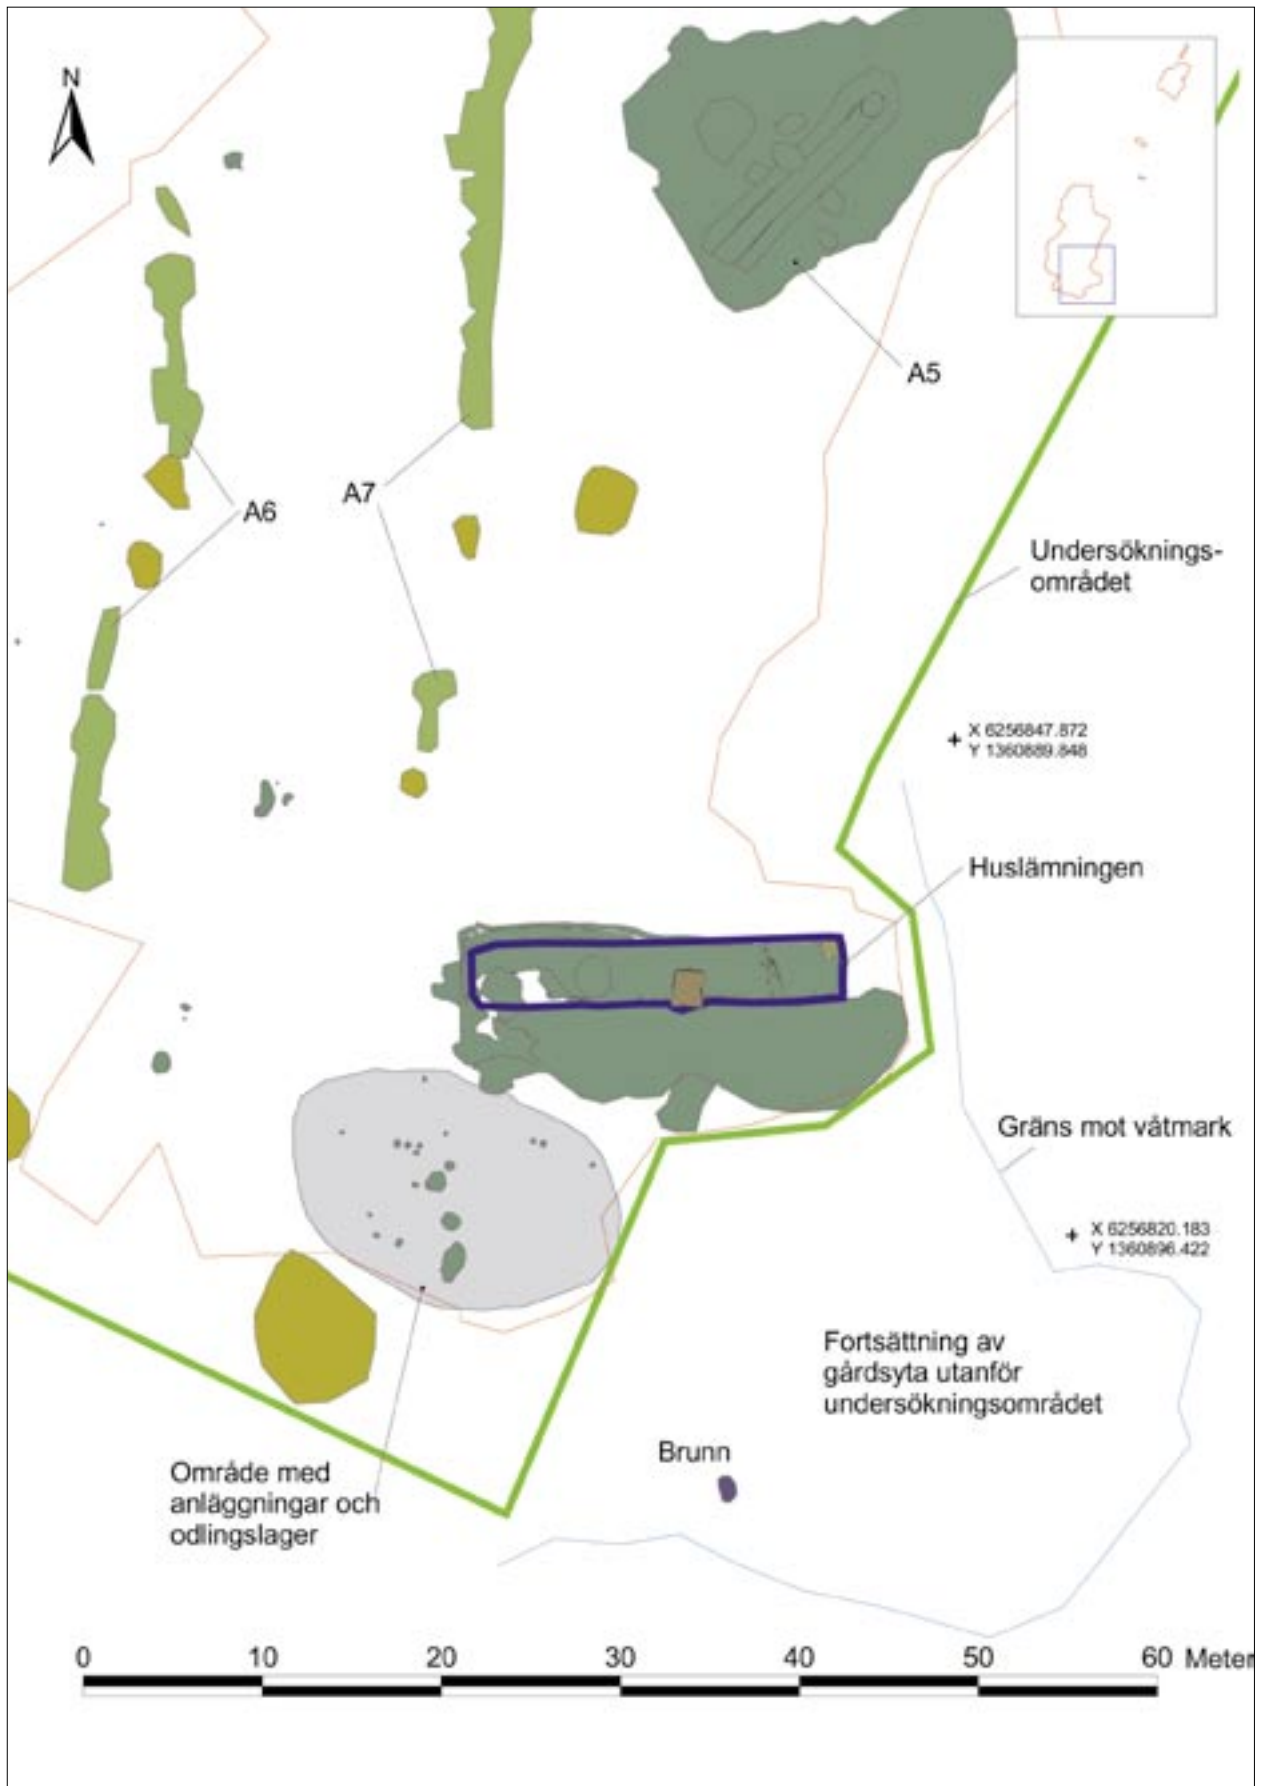 N
A5
A6
A7
Undersöknings-
området
X 6256847.872
Y 1360889.848
Huslämningen
Gräns mot våtmark
X 6256820.183
Y 1360896.422
Fortsättning av
gårdsyta utanför
undersökningsområdet
Brunn
Område med
anläggningar och
odlingslager
0 10 20 30 40 50 60 Meter